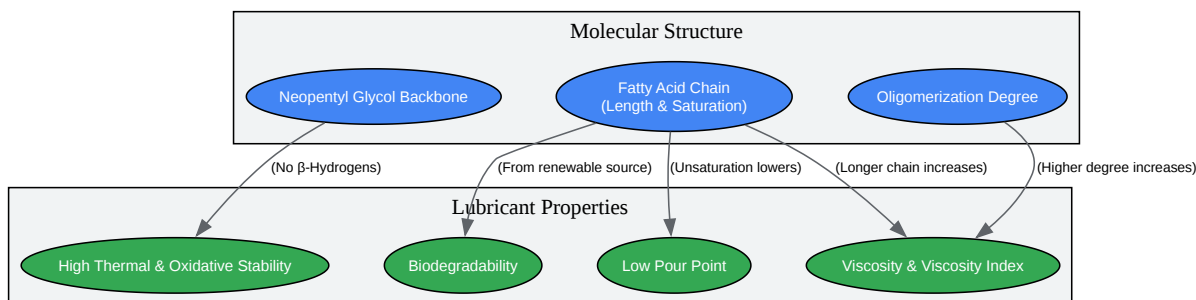 Molecular Structure
Neopentyl Glycol Backbone
Fatty Acid Chain
(Length & Saturation)
Oligomerization Degree
(No β-Hydrogens)
(From renewable source)
(Unsaturation lowers)
(Longer chain increases)
(Higher degree increases)
Lubricant Properties
High Thermal & Oxidative Stability
Biodegradability
Low Pour Point
Viscosity & Viscosity Index